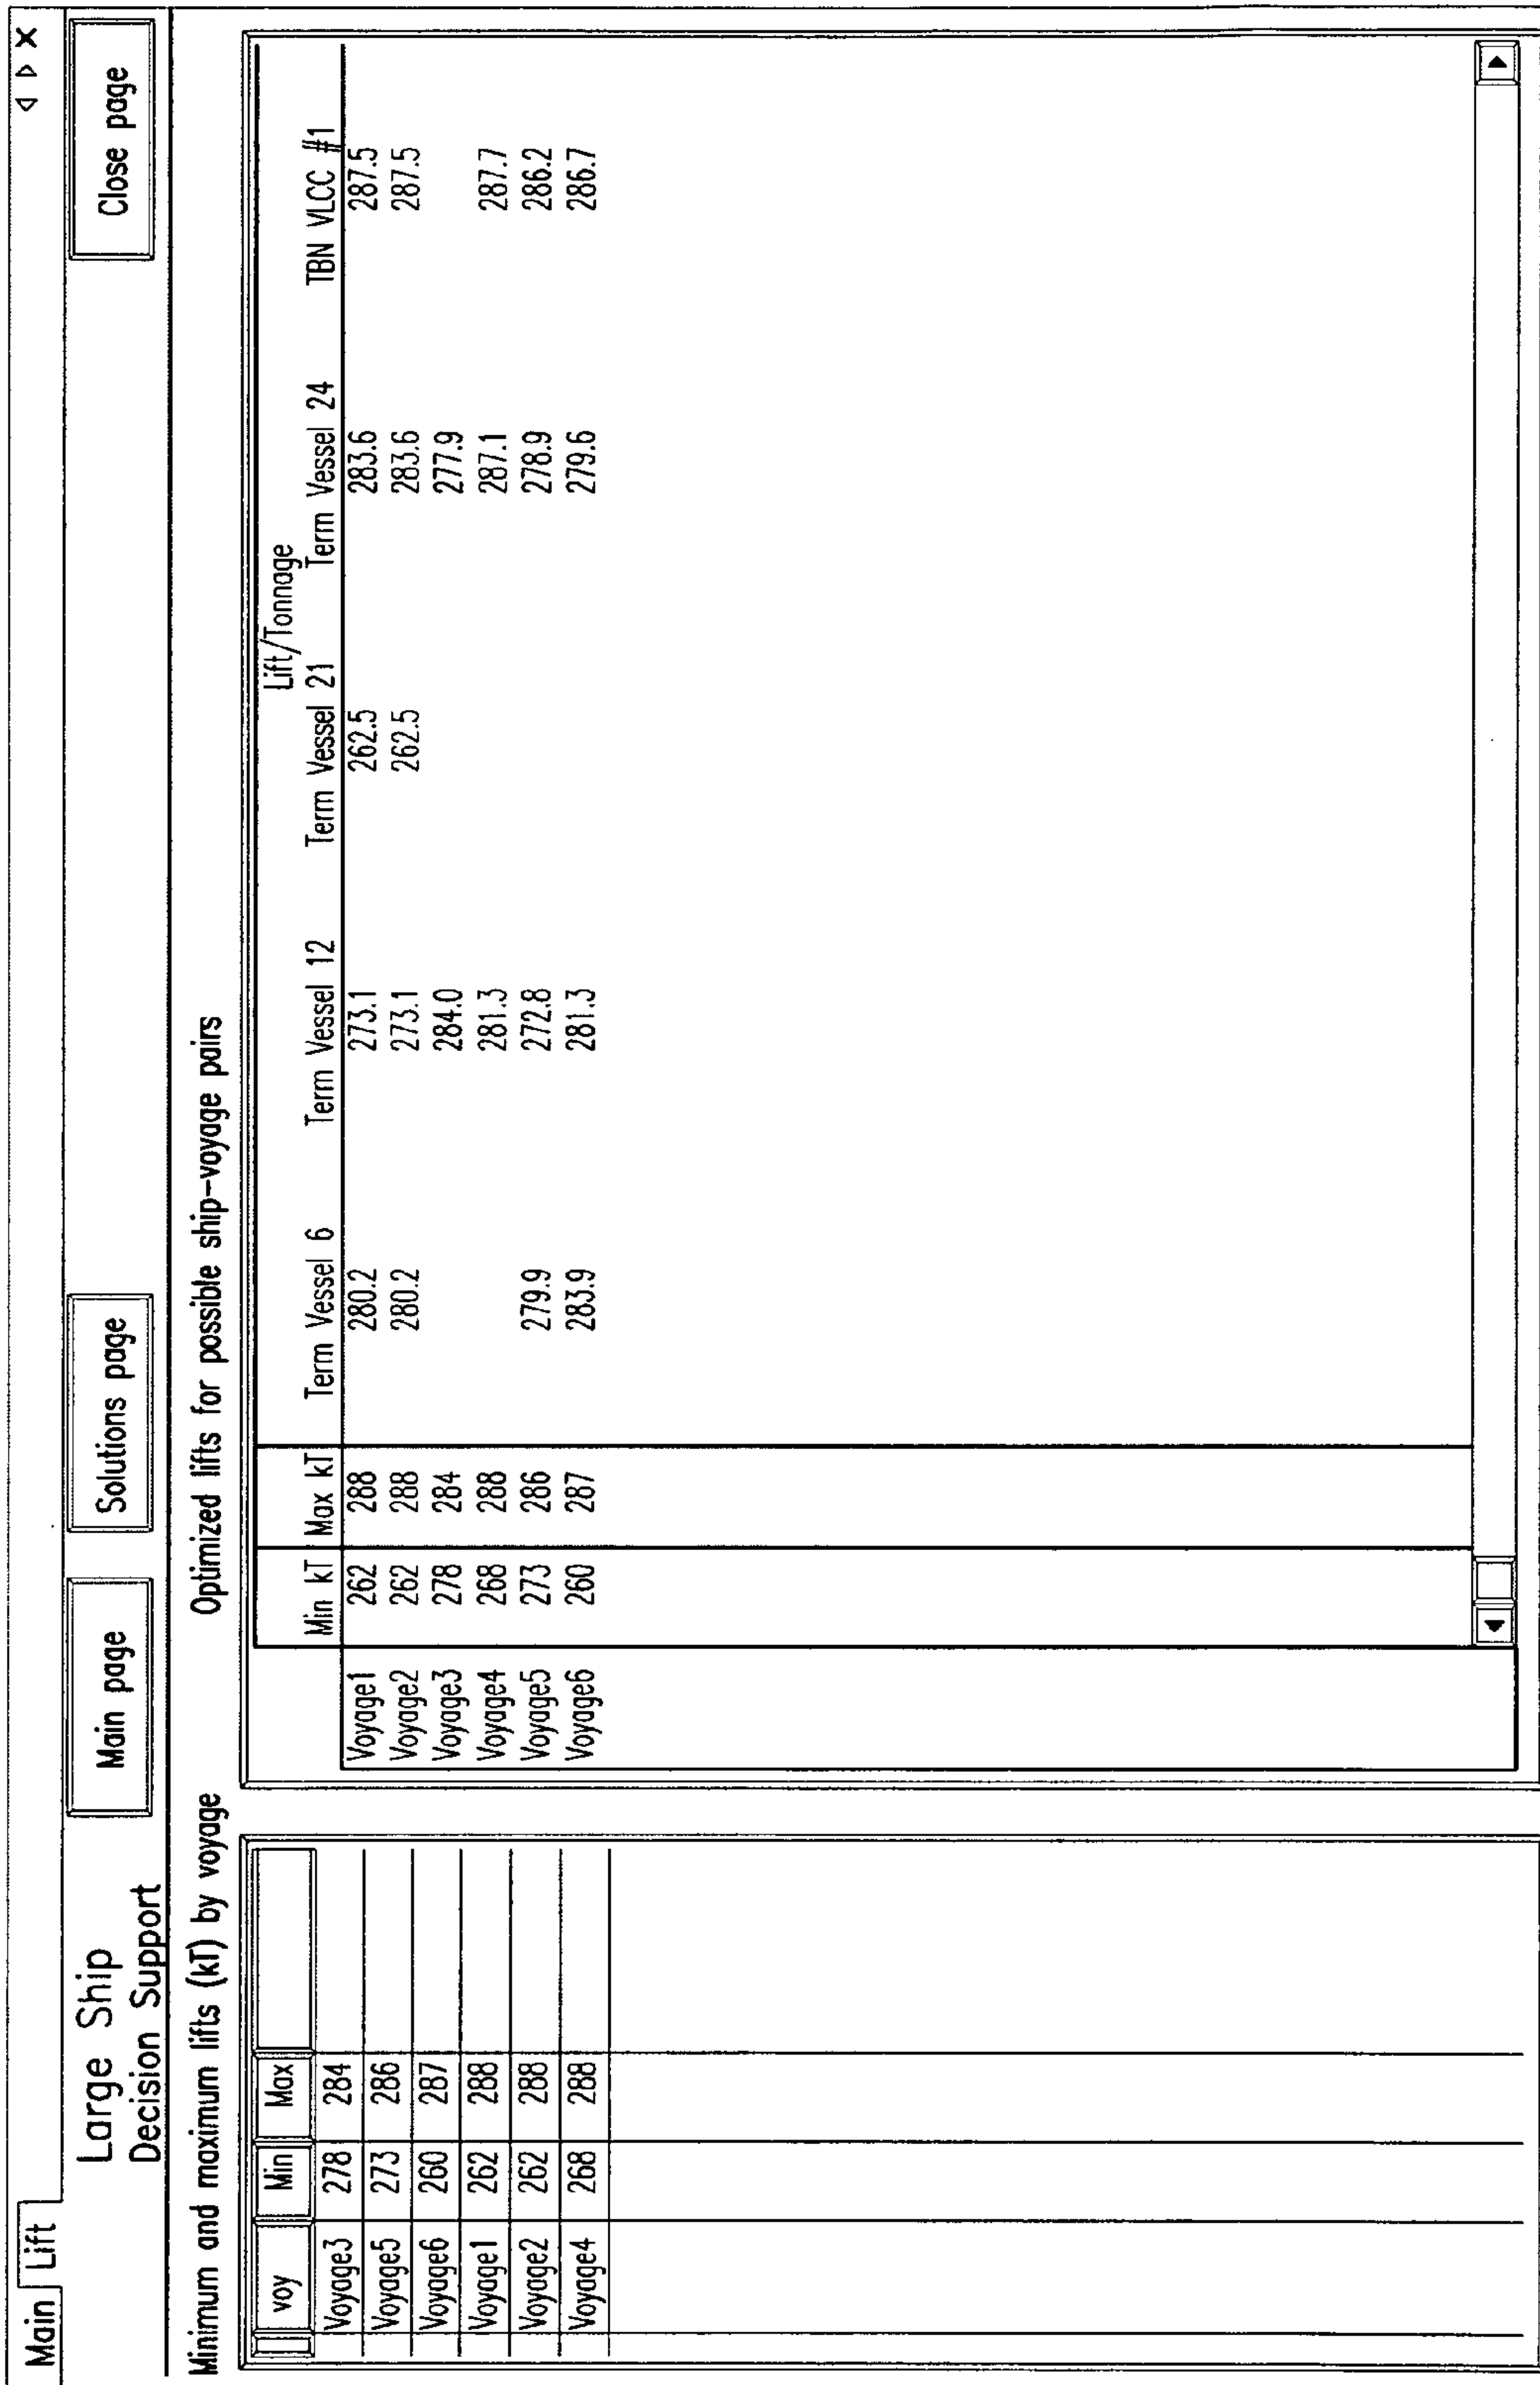 Main Lift
Large Ship
Decision Support
Main page Solutions page Close page
Minimum and maximum lifts (kT) by voyage
voy Min Max
Voyage3 278 284
Voyage5 273 286
Voyage6 260 287
Voyage1 262 288
Voyage2 262 288
Voyage4 268 288
Optimized lifts for possible ship-voyage pairs
Lift/Tonnage
Min kT Max kT Term Vessel 6 Term Vessel 12 Term Vessel 21 Term Vessel 24 TBN VLCC #1
Voyage1 262 288 280.2 273.1 262.5 283.6 287.5
Voyage2 262 288 280.2 273.1 262.5 283.6 287.5
Voyage3 278 284 284.0 277.9
Voyage4 268 288 281.3 287.1 287.7
Voyage5 273 286 279.9 272.8 278.9 286.2
Voyage6 260 287 283.9 281.3 279.6 286.7